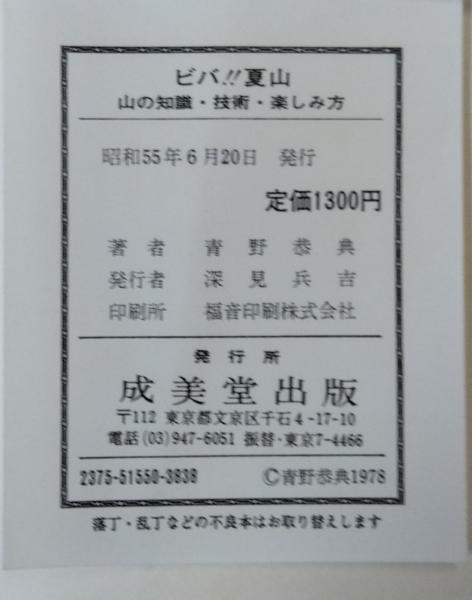 ビバ!!夏山
山の知識・技術・楽しみ方
昭和55年6月20日 発行
定価1300円
著者 青野恭典
発行者 深見兵吉
印刷所 福音印刷株式会社
発行所
成美堂出版
〒112 東京都文京区千石4-17-10
電話(03)947-6051 振替・東京7-4466
2375-51550-3838 ©青野恭典1978
落丁・乱丁などの不良本はお取り替えします